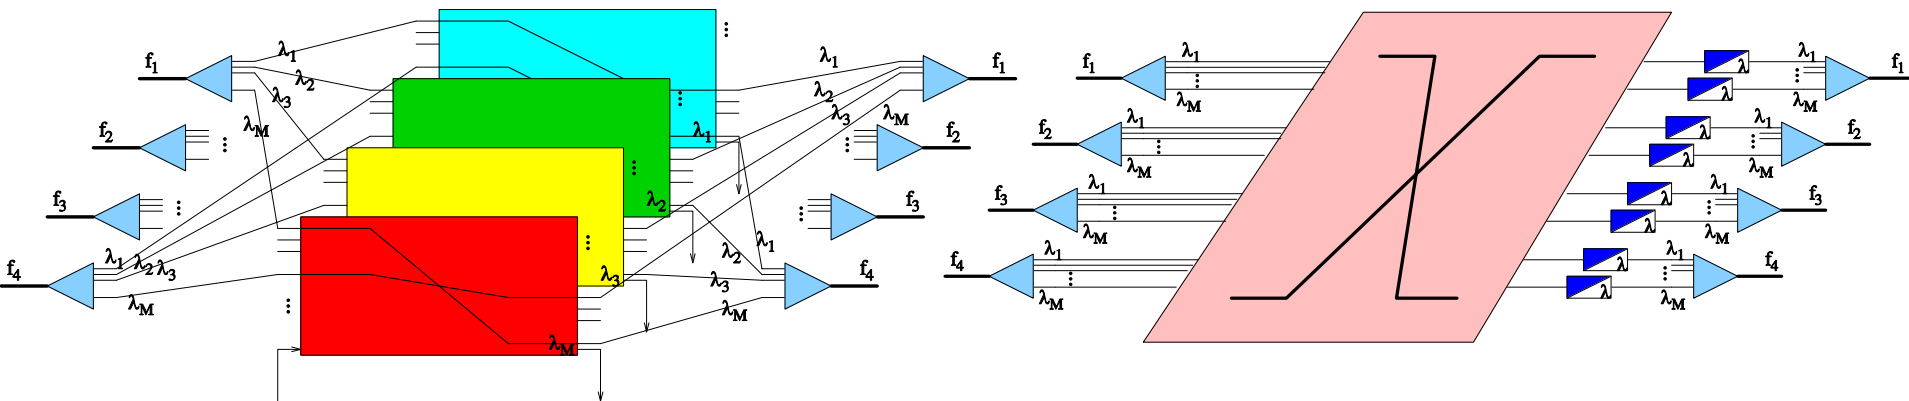 f1 λ1 λ2 λ3 λM ⋮ λ1 λ2 λ3 λM f1
f2 ⋮ λ1 ⋮ f2
f3 ⋮ λ2 ⋮ f3
f4 λ1 λ2 λ3 λM ⋮ λ3 λM λ1 λ2 λ3 λM f4
f1 λ1 ⋮ λM λ λ λ1 ⋮ λM f1
f2 λ1 ⋮ λM λ λ λ1 ⋮ λM f2
f3 λ1 ⋮ λM λ λ λ1 ⋮ λM f3
f4 λ1 ⋮ λM λ λ λ1 ⋮ λM f4